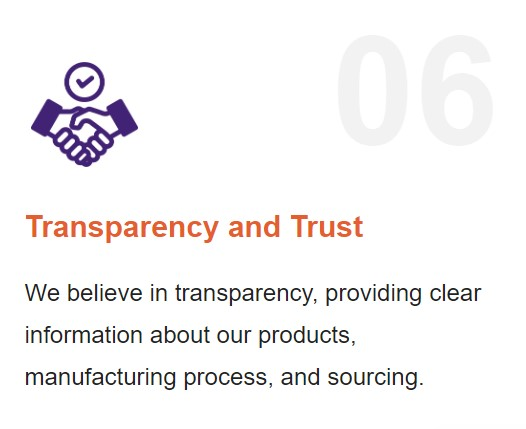 06
Transparency and Trust
We believe in transparency, providing clear
information about our products,
manufacturing process, and sourcing.